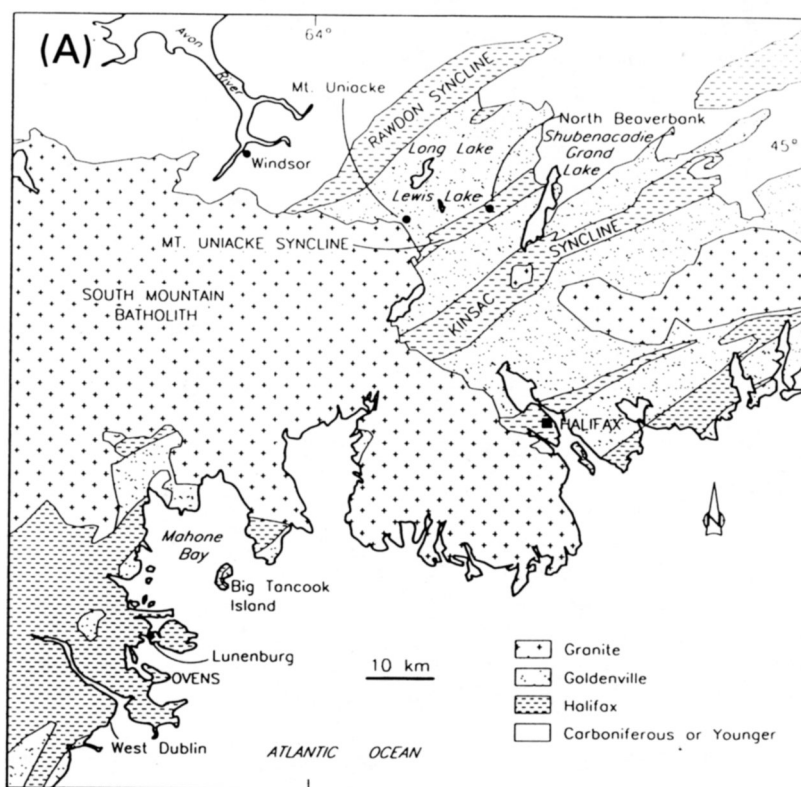 (A)
Avon
River
64°
Mt. Uniacke
RAWDON SYNCLINE
North Beaverbank
Shubenacadie
Grand
Lake
45°
Long Lake
Windsor
Lewis Lake
MT. UNIACKE SYNCLINE
SYNCLINE
KINSAC
SOUTH MOUNTAIN
BATHOLITH
HALIFAX
N
Mahone
Bay
Big Tancook
Island
Lunenburg
OVENS
West Dublin
10 km
ATLANTIC OCEAN
Granite
Goldenville
Halifax
Carboniferous or Younger